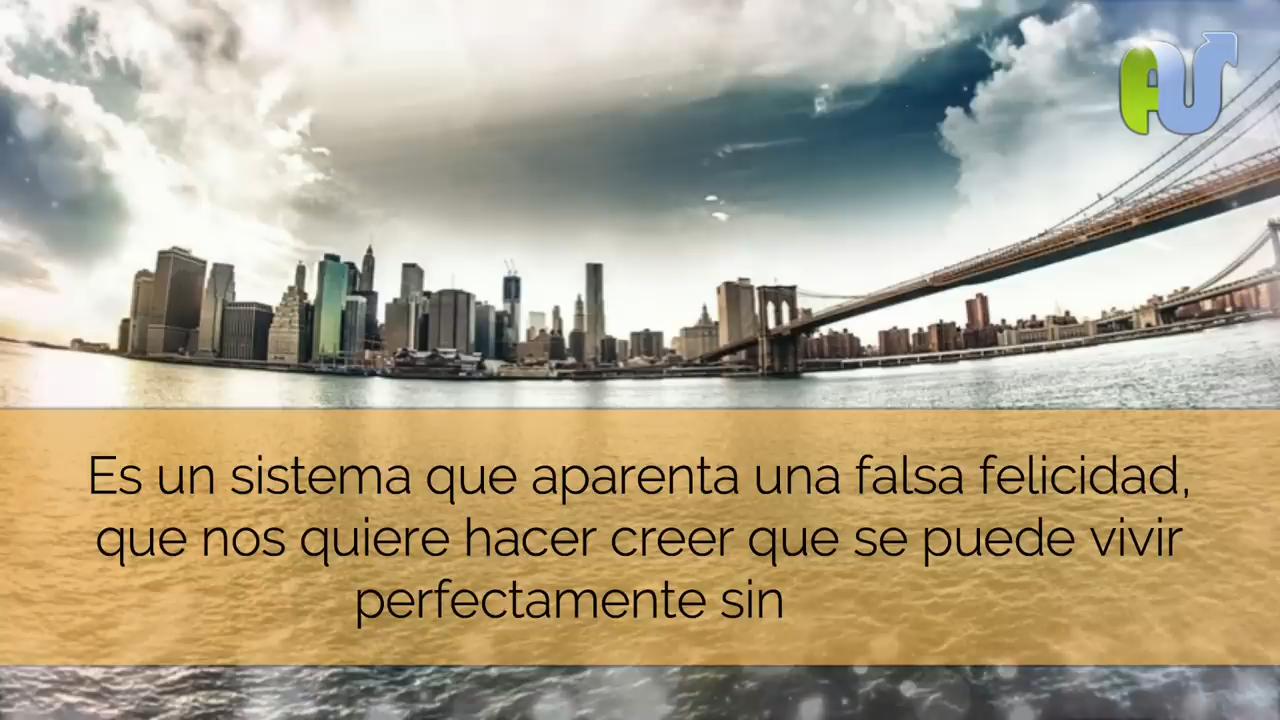 Es un sistema que aparenta una falsa felicidad,
que nos quiere hacer creer que se puede vivir
perfectamente sin